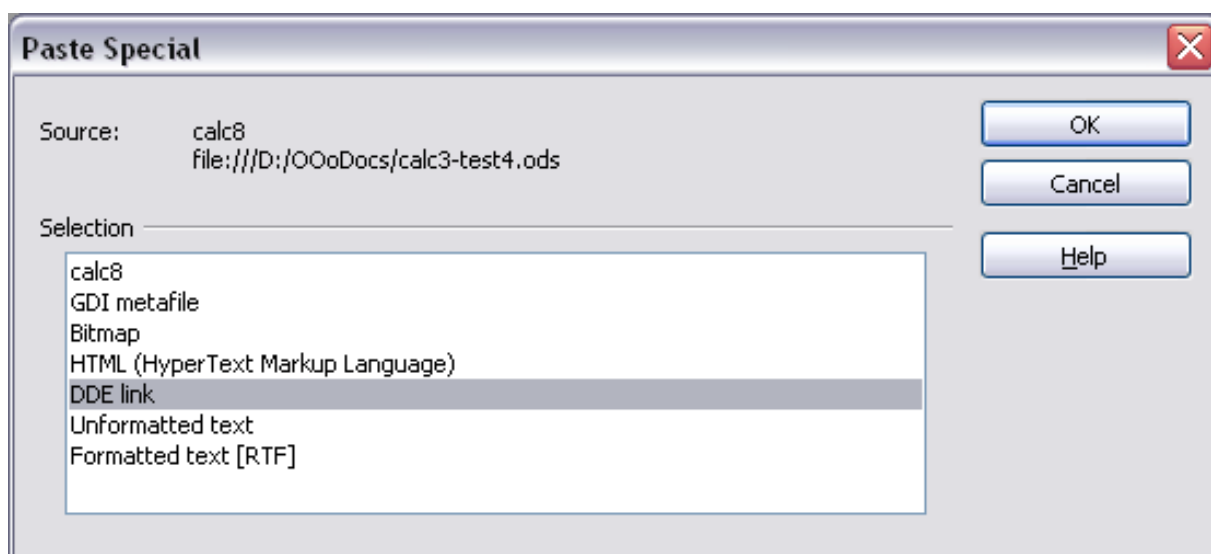 Paste Special
Source: calc8
file:///D:/OOoDocs/calc3-test4.ods
OK
Cancel
Help
Selection
calc8
GDI metafile
Bitmap
HTML (HyperText Markup Language)
DDE link
Unformatted text
Formatted text [RTF]